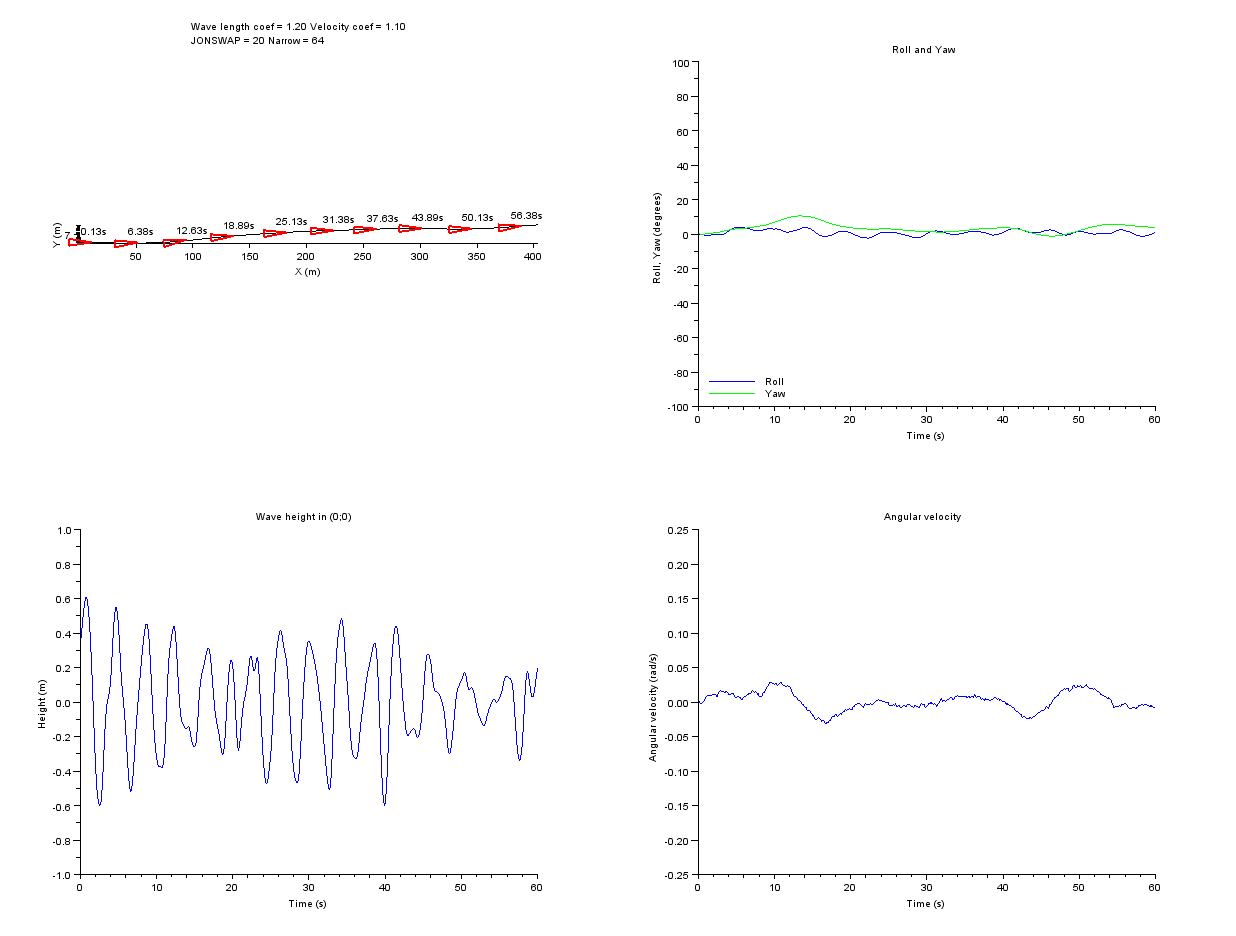 Wave length coef = 1.20 Velocity coef = 1.10
JONSWAP = 20 Narrow = 64
0.13s 6.38s 12.63s 18.89s 25.13s 31.38s 37.63s 43.89s 50.13s 56.38s
Y (m)
50 100 150 200 250 300 350 400
X (m)
Roll and Yaw
100
80
60
40
20
0
-20
-40
-60
-80
-100
Roll, Yaw (degrees)
Roll
Yaw
0 10 20 30 40 50 60
Time (s)
Wave height in (0;0)
1.0
0.8
0.6
0.4
0.2
0.0
-0.2
-0.4
-0.6
-0.8
-1.0
Height (m)
0 10 20 30 40 50 60
Time (s)
Angular velocity
0.25
0.20
0.15
0.10
0.05
0.00
-0.05
-0.10
-0.15
-0.20
-0.25
Angular velocity (rad/s)
0 10 20 30 40 50 60
Time (s)